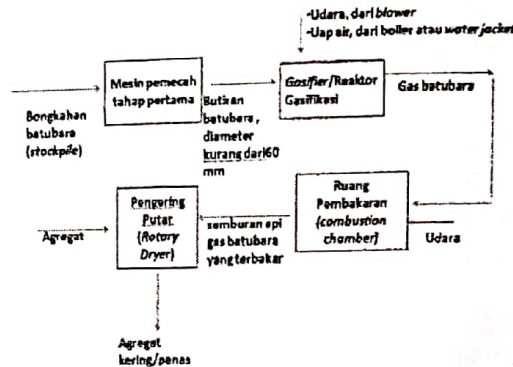 -Udara, dari blower
-Uap air, dari boiler atau water jacket
Mesin pemecah
tahap pertama
Gasifier/Reaktor
Gasifikasi
Gas batubara
Bongkahan
batubara
(stockpile)
Butiran
batubara,
diameter
kurang dari 60
mm
Pengering
Putar
(Rotary
Dryer)
Ruang
Pembakaran
(combustion
chamber)
Agregat
semburan api
gas batubara
yang terbakar
Udara
Agregat
kering/panas